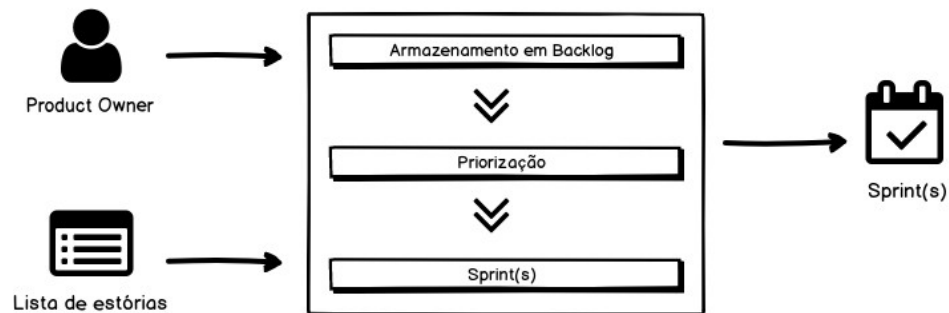 Product Owner
Lista de estórias
Armazenamento em Backlog
Priorização
Sprint(s)
Sprint(s)